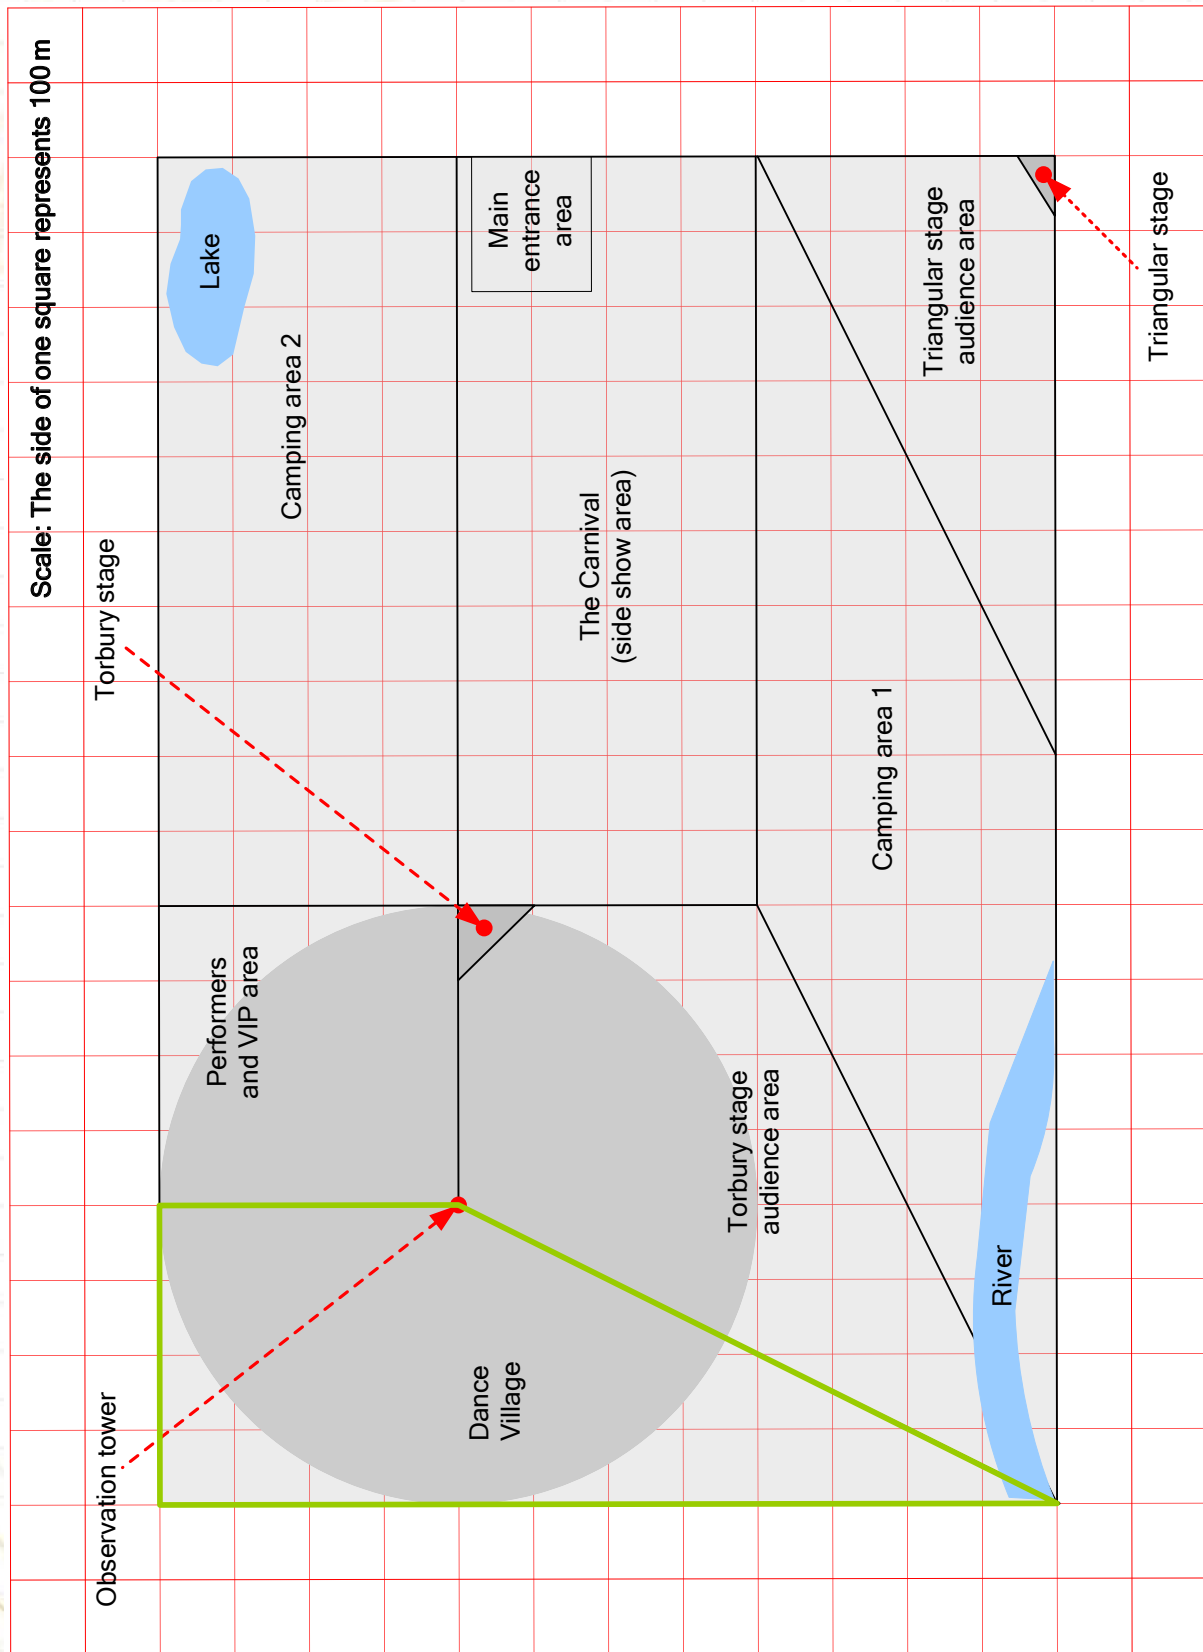 Scale: The side of one square represents 100 m
Observation tower
Torbury stage
Performers
and VIP area
Lake
Camping area 2
Dance
Village
Main
entrance
area
The Carnival
(side show area)
Torbury stage
audience area
Camping area 1
Triangular stage
audience area
River
Triangular stage